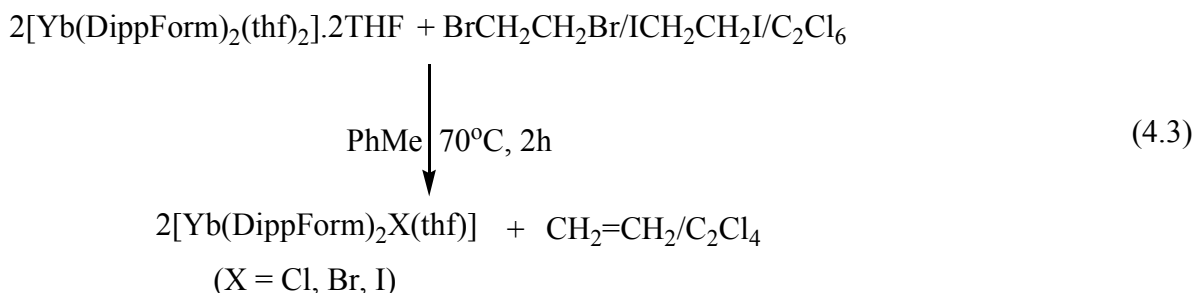 2[Yb(DippForm)₂(thf)₂].2THF + BrCH₂CH₂Br/ICH₂CH₂I/C₂Cl₆
PhMe 70°C, 2h
(4.3)
2[Yb(DippForm)₂X(thf)] + CH₂=CH₂/C₂Cl₄
(X = Cl, Br, I)